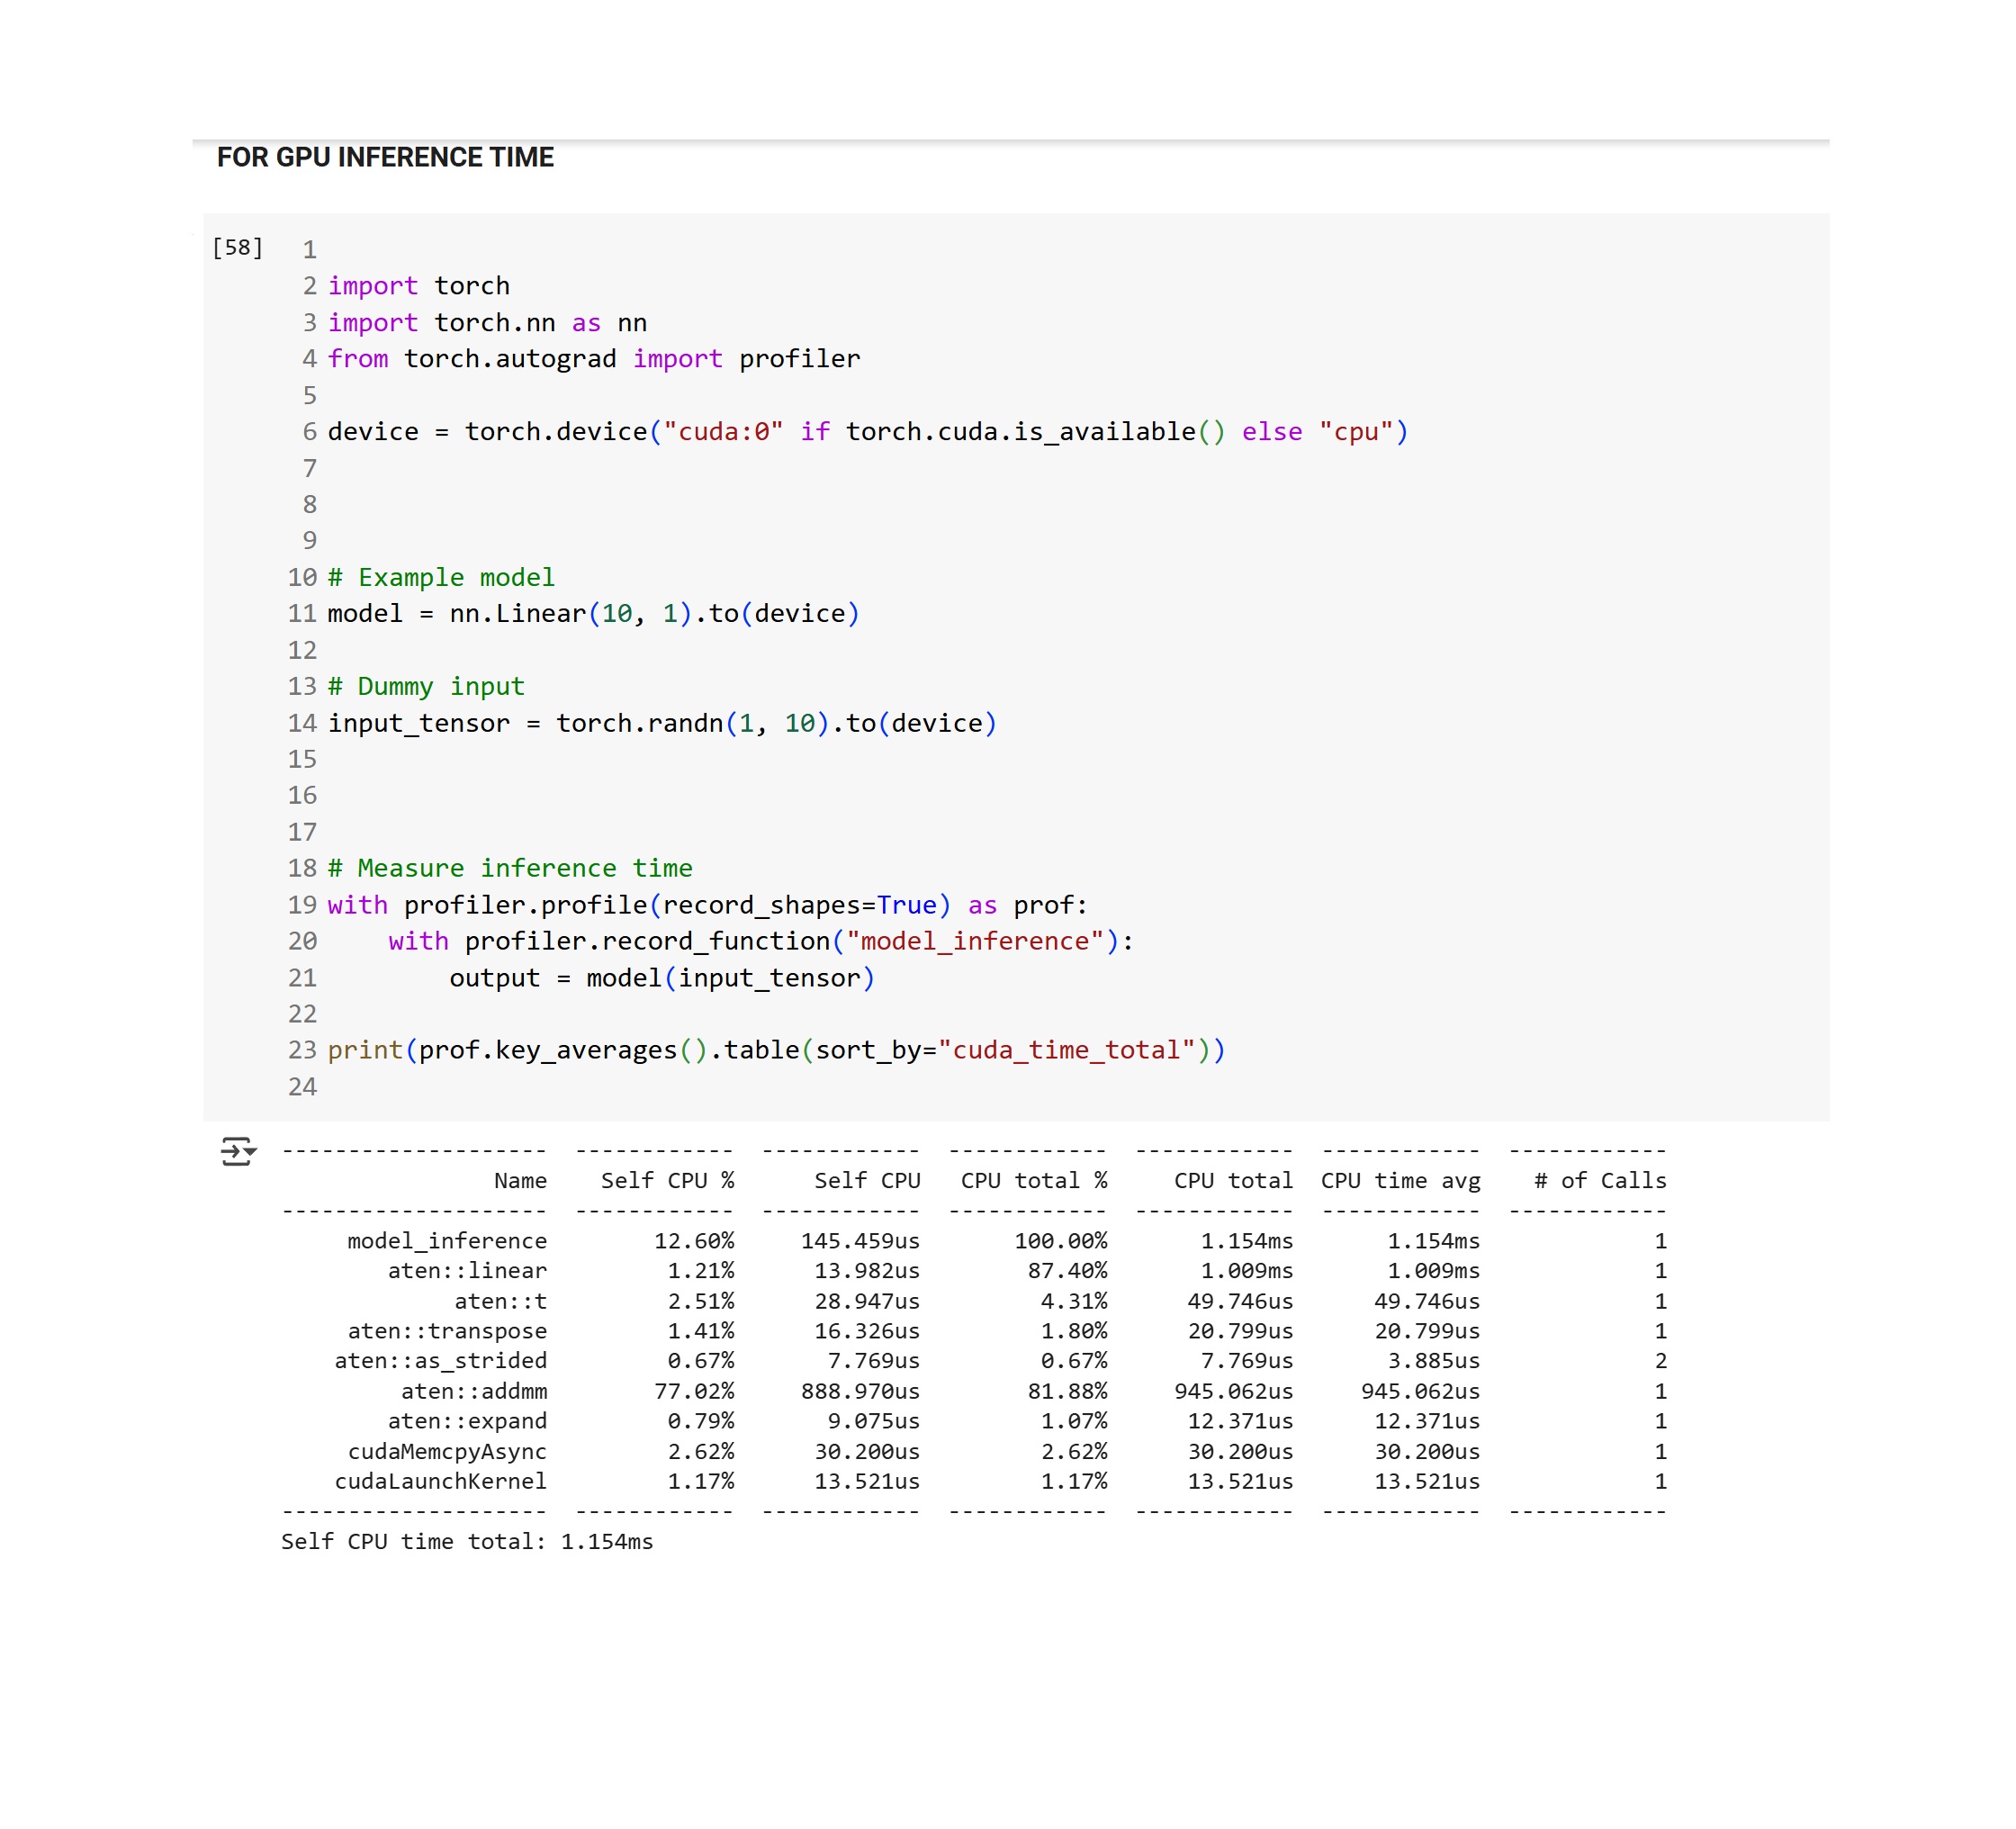 FOR GPU INFERENCE TIME
[58] 1
2 import torch
3 import torch.nn as nn
4 from torch.autograd import profiler
5
6 device = torch.device("cuda:0" if torch.cuda.is_available() else "cpu")
7
8
9
10 # Example model
11 model = nn.Linear(10, 1).to(device)
12
13 # Dummy input
14 input_tensor = torch.randn(1, 10).to(device)
15
16
17
18 # Measure inference time
19 with profiler.profile(record_shapes=True) as prof:
20     with profiler.record_function("model_inference"):
21         output = model(input_tensor)
22
23 print(prof.key_averages().table(sort_by="cuda_time_total"))
24
--------------------  ------------  ------------  ------------  ------------  ------------  ------------
Name    Self CPU %      Self CPU   CPU total %     CPU total  CPU time avg    # of Calls
--------------------  ------------  ------------  ------------  ------------  ------------  ------------
model_inference        12.60%     145.459us       100.00%       1.154ms       1.154ms             1
aten::linear         1.21%      13.982us        87.40%       1.009ms       1.009ms             1
aten::t         2.51%      28.947us         4.31%      49.746us      49.746us             1
aten::transpose         1.41%      16.326us         1.80%      20.799us      20.799us             1
aten::as_strided         0.67%       7.769us         0.67%       7.769us       3.885us             2
aten::addmm        77.02%     888.970us        81.88%     945.062us     945.062us             1
aten::expand         0.79%       9.075us         1.07%      12.371us      12.371us             1
cudaMemcpyAsync         2.62%      30.200us         2.62%      30.200us      30.200us             1
cudaLaunchKernel         1.17%      13.521us         1.17%      13.521us      13.521us             1
--------------------  ------------  ------------  ------------  ------------  ------------  ------------
Self CPU time total: 1.154ms